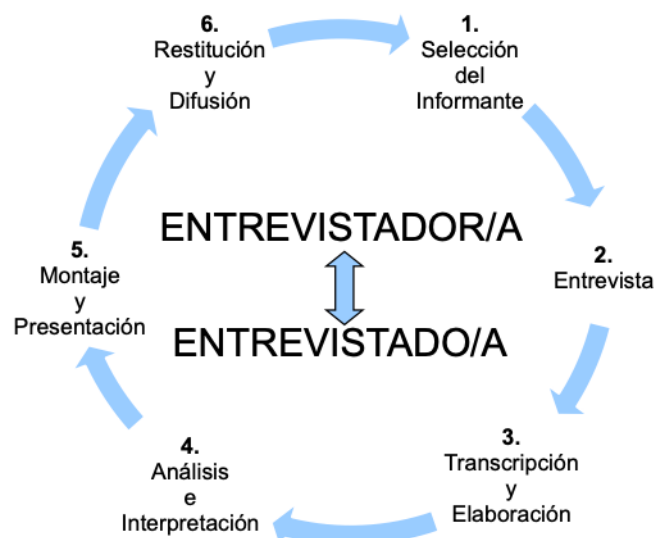 1.
Selección
del
Informante
2.
Entrevista
3.
Transcripción
y
Elaboración
4.
Análisis
e
Interpretación
5.
Montaje
y
Presentación
6.
Restitución
y
Difusión
ENTREVISTADOR/A
ENTREVISTADO/A